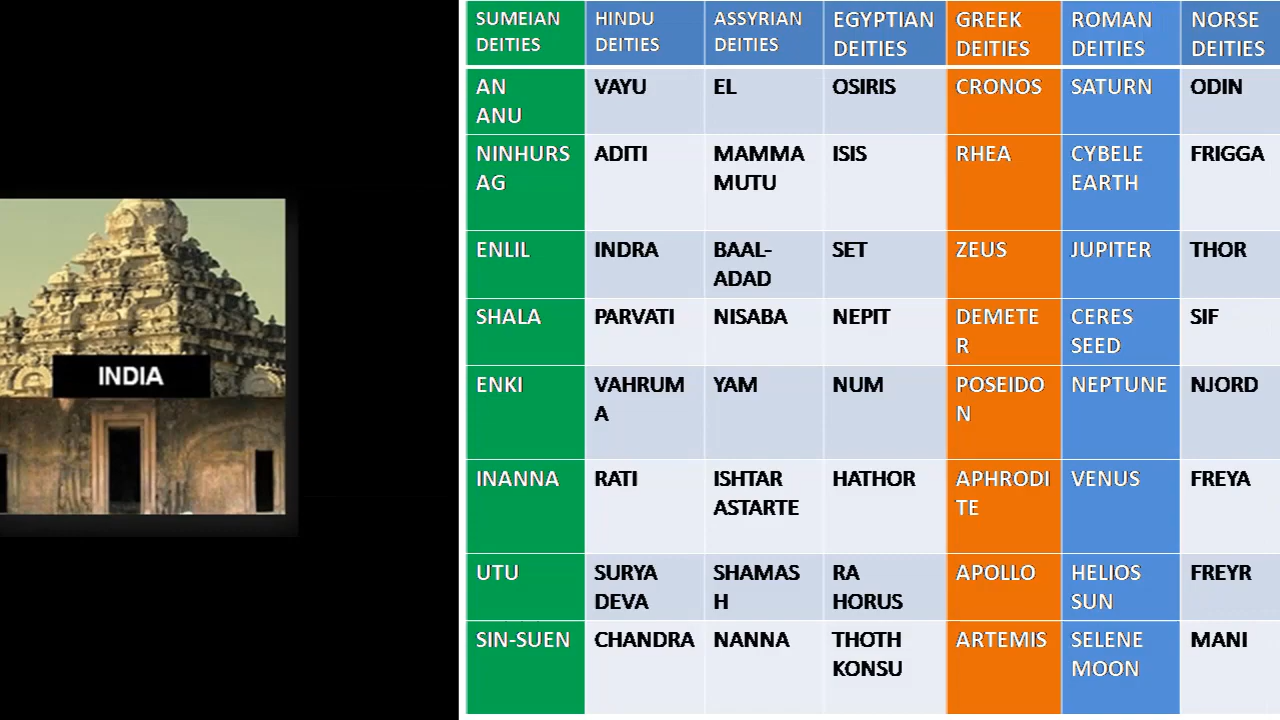 INDIA
SUMEIAN DEITIES
HINDU DEITIES
ASSYRIAN DEITIES
EGYPTIAN DEITIES
GREEK DEITIES
ROMAN DEITIES
NORSE DEITIES
AN
ANU
VAYU
EL
OSIRIS
CRONOS
SATURN
ODIN
NINHURS
AG
ADITI
MAMMA
MUTU
ISIS
RHEA
CYBELE
EARTH
FRIGGA
ENLIL
INDRA
BAAL-
ADAD
SET
ZEUS
JUPITER
THOR
SHALA
PARVATI
NISABA
NEPIT
DEMETE
R
CERES
SEED
SIF
ENKI
VAHRUM
A
YAM
NUM
POSEIDO
N
NEPTUNE
NJORD
INANNA
RATI
ISHTAR
ASTARTE
HATHOR
APHRODI
TE
VENUS
FREYA
UTU
SURYA
DEVA
SHAMAS
H
RA
HORUS
APOLLO
HELIOS
SUN
FREYR
SIN-SUEN
CHANDRA
NANNA
THOTH
KONSU
ARTEMIS
SELENE
MOON
MANI